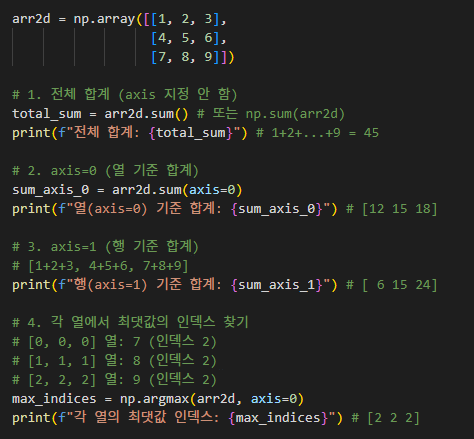 arr2d = np.array([[1, 2, 3],
                  [4, 5, 6],
                  [7, 8, 9]])

# 1. 전체 합계 (axis 지정 안 함)
total_sum = arr2d.sum() # 또는 np.sum(arr2d)
print(f"전체 합계: {total_sum}") # 1+2+...+9 = 45

# 2. axis=0 (열 기준 합계)
sum_axis_0 = arr2d.sum(axis=0)
print(f"열(axis=0) 기준 합계: {sum_axis_0}") # [12 15 18]

# 3. axis=1 (행 기준 합계)
# [1+2+3, 4+5+6, 7+8+9]
print(f"행(axis=1) 기준 합계: {sum_axis_1}") # [ 6 15 24]

# 4. 각 열에서 최댓값의 인덱스 찾기
# [0, 0, 0] 열: 7 (인덱스 2)
# [1, 1, 1] 열: 8 (인덱스 2)
# [2, 2, 2] 열: 9 (인덱스 2)
max_indices = np.argmax(arr2d, axis=0)
print(f"각 열의 최댓값 인덱스: {max_indices}") # [2 2 2]